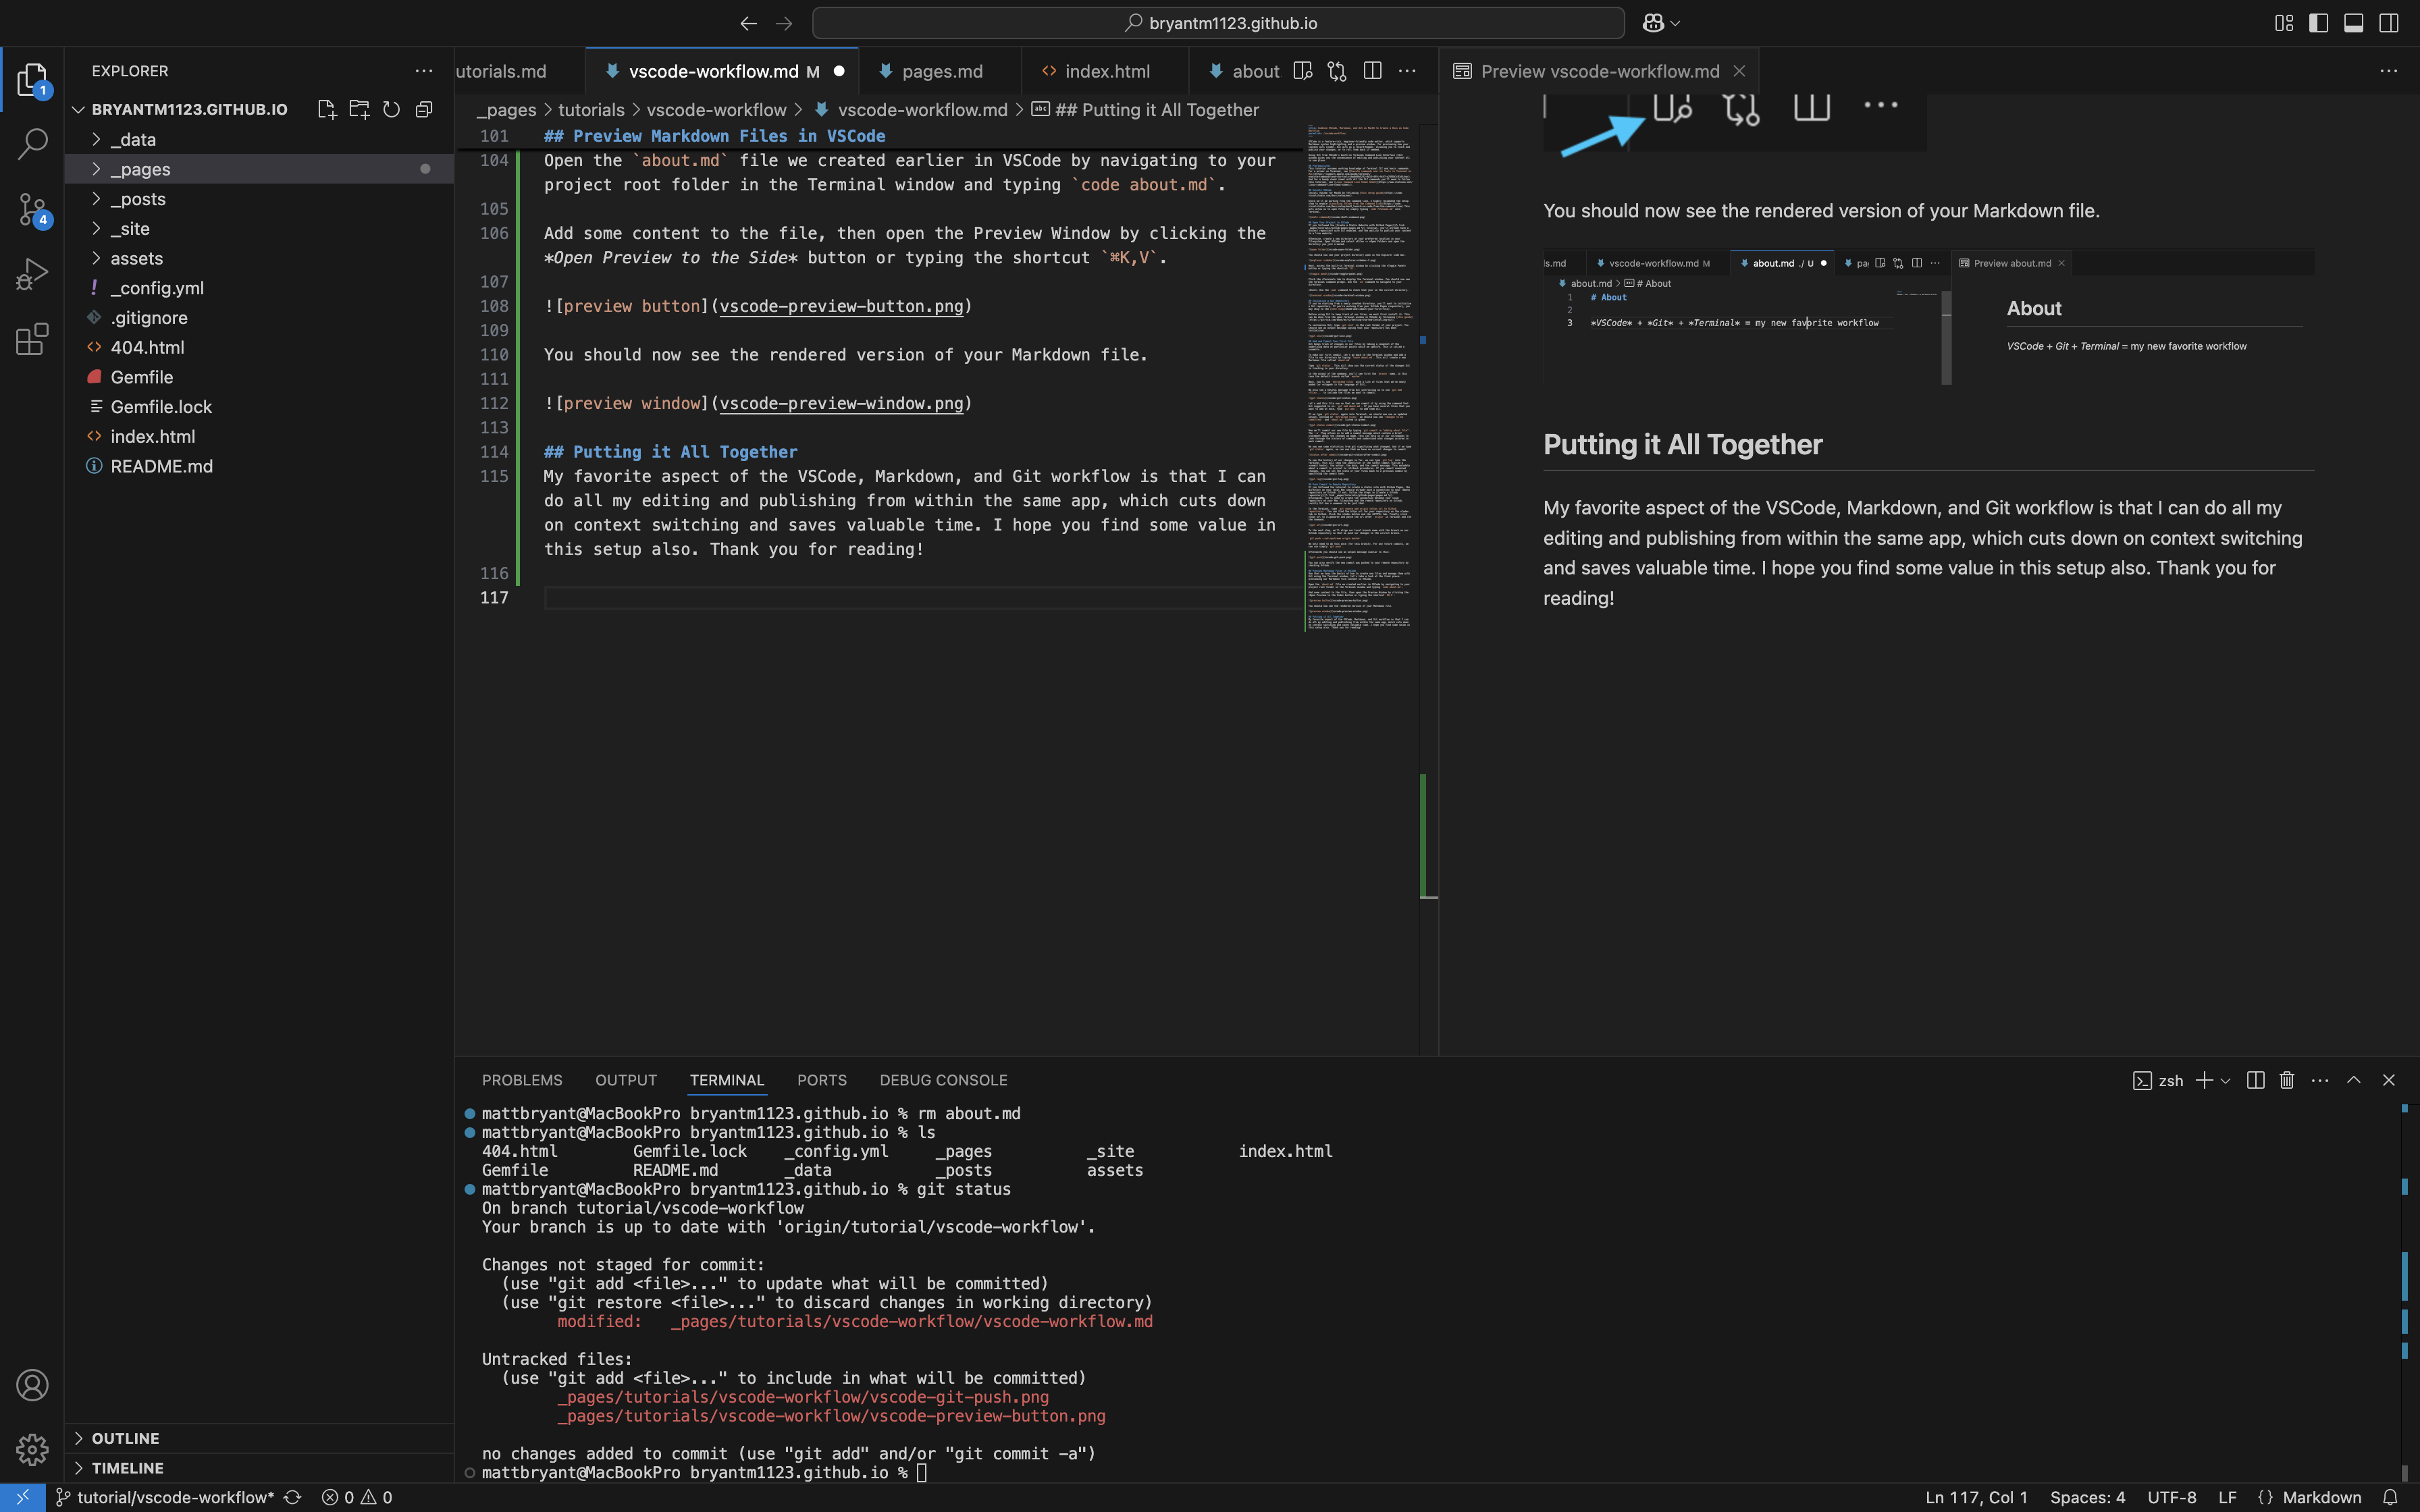 bryantm1123.github.io
EXPLORER
BRYANTM1123.GITHUB.IO
_data
_pages
_posts
_site
assets
_config.yml
.gitignore
404.html
Gemfile
Gemfile.lock
index.html
README.md
OUTLINE
TIMELINE
1
4
utorials.md
vscode-workflow.md M
pages.md
index.html
about
_pages > tutorials > vscode-workflow > vscode-workflow.md > ## Putting it All Together
101 ## Preview Markdown Files in VSCode
104 Open the `about.md` file we created earlier in VSCode by navigating to your
project root folder in the Terminal window and typing `code about.md`.
105
106 Add some content to the file, then open the Preview Window by clicking the
*Open Preview to the Side* button or typing the shortcut `⌘K,V`.
107
108 ![preview button](vscode-preview-button.png)
109
110 You should now see the rendered version of your Markdown file.
111
112 ![preview window](vscode-preview-window.png)
113
114 ## Putting it All Together
115 My favorite aspect of the VSCode, Markdown, and Git workflow is that I can
do all my editing and publishing from within the same app, which cuts down
on context switching and saves valuable time. I hope you find some value in
this setup also. Thank you for reading!
116
117
Preview vscode-workflow.md
You should now see the rendered version of your Markdown file.
s.md vscode-workflow.md M about.md ./ U pa Preview about.md
about.md > # About
1 # About
2
3 *VSCode* + *Git* + *Terminal* = my new favorite workflow
About
VSCode + Git + Terminal = my new favorite workflow
Putting it All Together
My favorite aspect of the VSCode, Markdown, and Git workflow is that I can do all my
editing and publishing from within the same app, which cuts down on context switching
and saves valuable time. I hope you find some value in this setup also. Thank you for
reading!
PROBLEMS OUTPUT TERMINAL PORTS DEBUG CONSOLE
zsh
mattbryant@MacBookPro bryantm1123.github.io % rm about.md
mattbryant@MacBookPro bryantm1123.github.io % ls
404.html Gemfile.lock _config.yml _pages _site index.html
Gemfile README.md _data _posts assets
mattbryant@MacBookPro bryantm1123.github.io % git status
On branch tutorial/vscode-workflow
Your branch is up to date with 'origin/tutorial/vscode-workflow'.
Changes not staged for commit:
(use "git add <file>..." to update what will be committed)
(use "git restore <file>..." to discard changes in working directory)
modified: _pages/tutorials/vscode-workflow/vscode-workflow.md
Untracked files:
(use "git add <file>..." to include in what will be committed)
_pages/tutorials/vscode-workflow/vscode-git-push.png
_pages/tutorials/vscode-workflow/vscode-preview-button.png
no changes added to commit (use "git add" and/or "git commit -a")
mattbryant@MacBookPro bryantm1123.github.io %
tutorial/vscode-workflow* 0 0
Ln 117, Col 1 Spaces: 4 UTF-8 LF {} Markdown